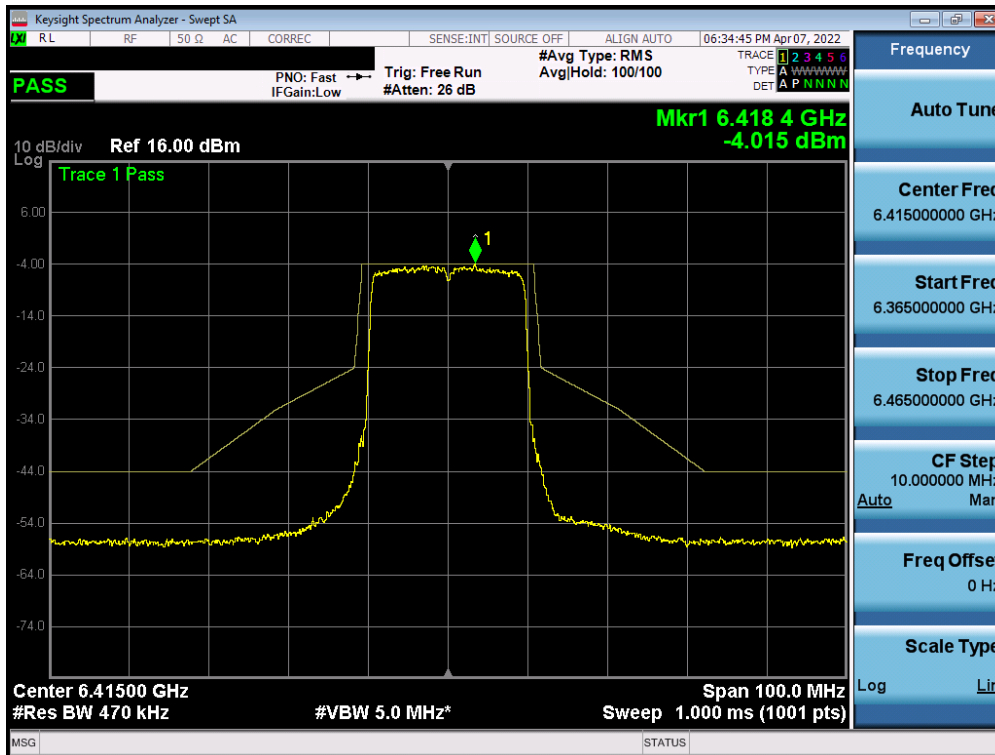 Keysight Spectrum Analyzer - Swept SA
LXI RL RF 50 Ω AC CORREC SENSE:INT SOURCE OFF ALIGN AUTO 06:34:45 PM Apr 07, 2022
PASS
PNO: Fast
IFGain:Low
Trig: Free Run
#Atten: 26 dB
#Avg Type: RMS
Avg|Hold: 100/100
TRACE 1 2 3 4 5 6
TYPE A WWWWW
DET A P N N N N
Mkr1 6.418 4 GHz
-4.015 dBm
10 dB/div
Log
Ref 16.00 dBm
Trace 1 Pass
1
6.00
-4.00
-14.0
-24.0
-34.0
-44.0
-54.0
-64.0
-74.0
Center 6.41500 GHz
Span 100.0 MHz
#Res BW 470 kHz
#VBW 5.0 MHz*
Sweep 1.000 ms (1001 pts)
MSG
STATUS
Frequency
Auto Tune
Center Freq
6.415000000 GHz
Start Freq
6.365000000 GHz
Stop Freq
6.465000000 GHz
CF Step
10.000000 MHz
Auto Man
Freq Offset
0 Hz
Scale Type
Log Lin